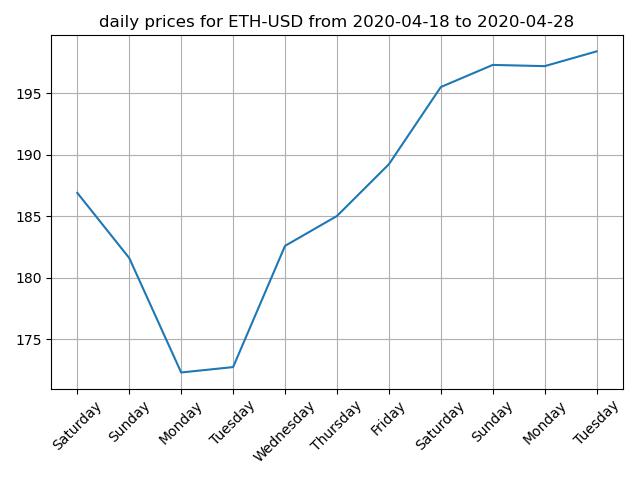 daily prices for ETH-USD from 2020-04-18 to 2020-04-28
195
190
185
180
175
Saturday
Sunday
Monday
Tuesday
Wednesday
Thursday
Friday
Saturday
Sunday
Monday
Tuesday